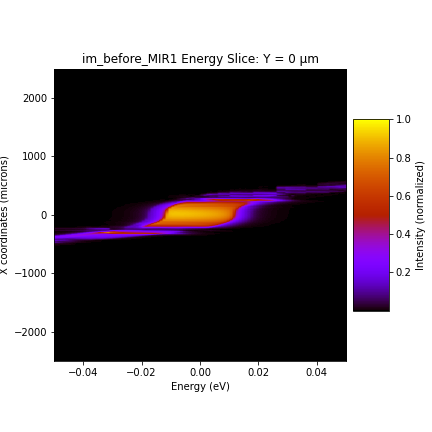 im_before_MIR1 Energy Slice: Y = 0 μm
X coordinates (microns)
2000
1000
0
−1000
−2000
−0.04 −0.02 0.00 0.02 0.04
Energy (eV)
1.0
0.8
0.6
0.4
0.2
Intensity (normalized)